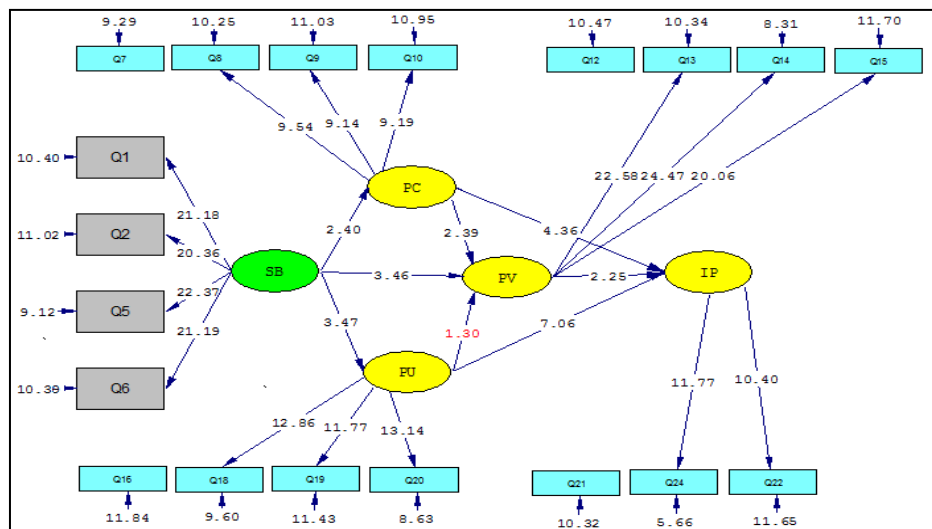 9.29 10.25 11.03 10.95 10.47 10.34 8.31 11.70
Q7 Q8 Q9 Q10 Q12 Q13 Q14 Q15
9.54 9.14 9.19
10.40 Q1
21.18
PC
22.58 24.47 20.06
4.36
11.02 Q2
20.36
2.40
2.39
SB
3.46
PV
2.25
IP
22.37
9.12 Q5
21.19
3.47
1.30
7.06
10.38 Q6
PU
11.77 10.40
12.86 11.77 13.14
Q16 Q18 Q19 Q20 Q21 Q24 Q22
11.84 9.60 11.43 8.63 10.32 5.66 11.65